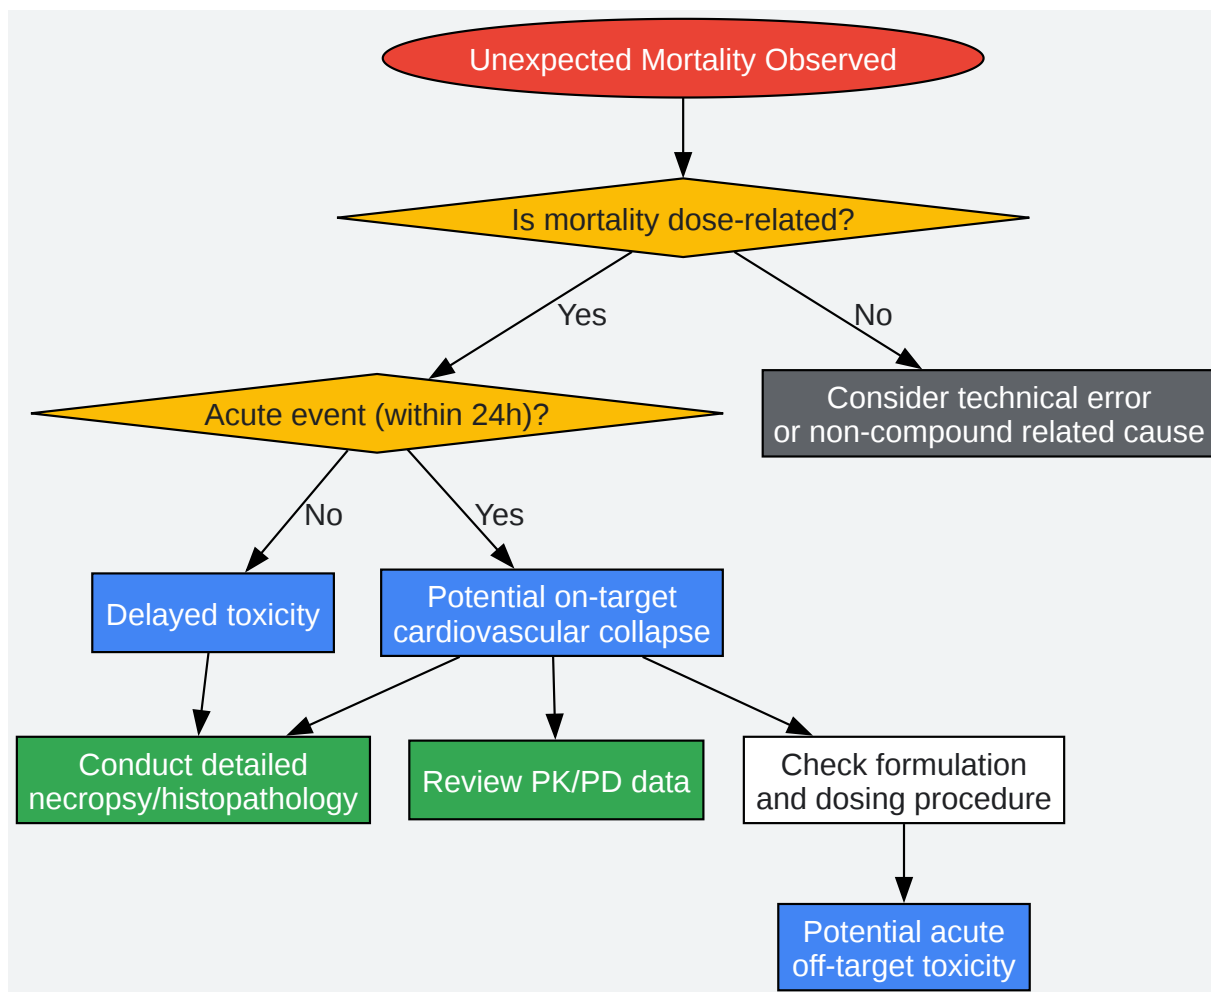 Unexpected Mortality Observed
Is mortality dose-related?
Yes
No
Consider technical error
or non-compound related cause
Acute event (within 24h)?
No
Yes
Delayed toxicity
Potential on-target
cardiovascular collapse
Conduct detailed
necropsy/histopathology
Review PK/PD data
Check formulation
and dosing procedure
Potential acute
off-target toxicity